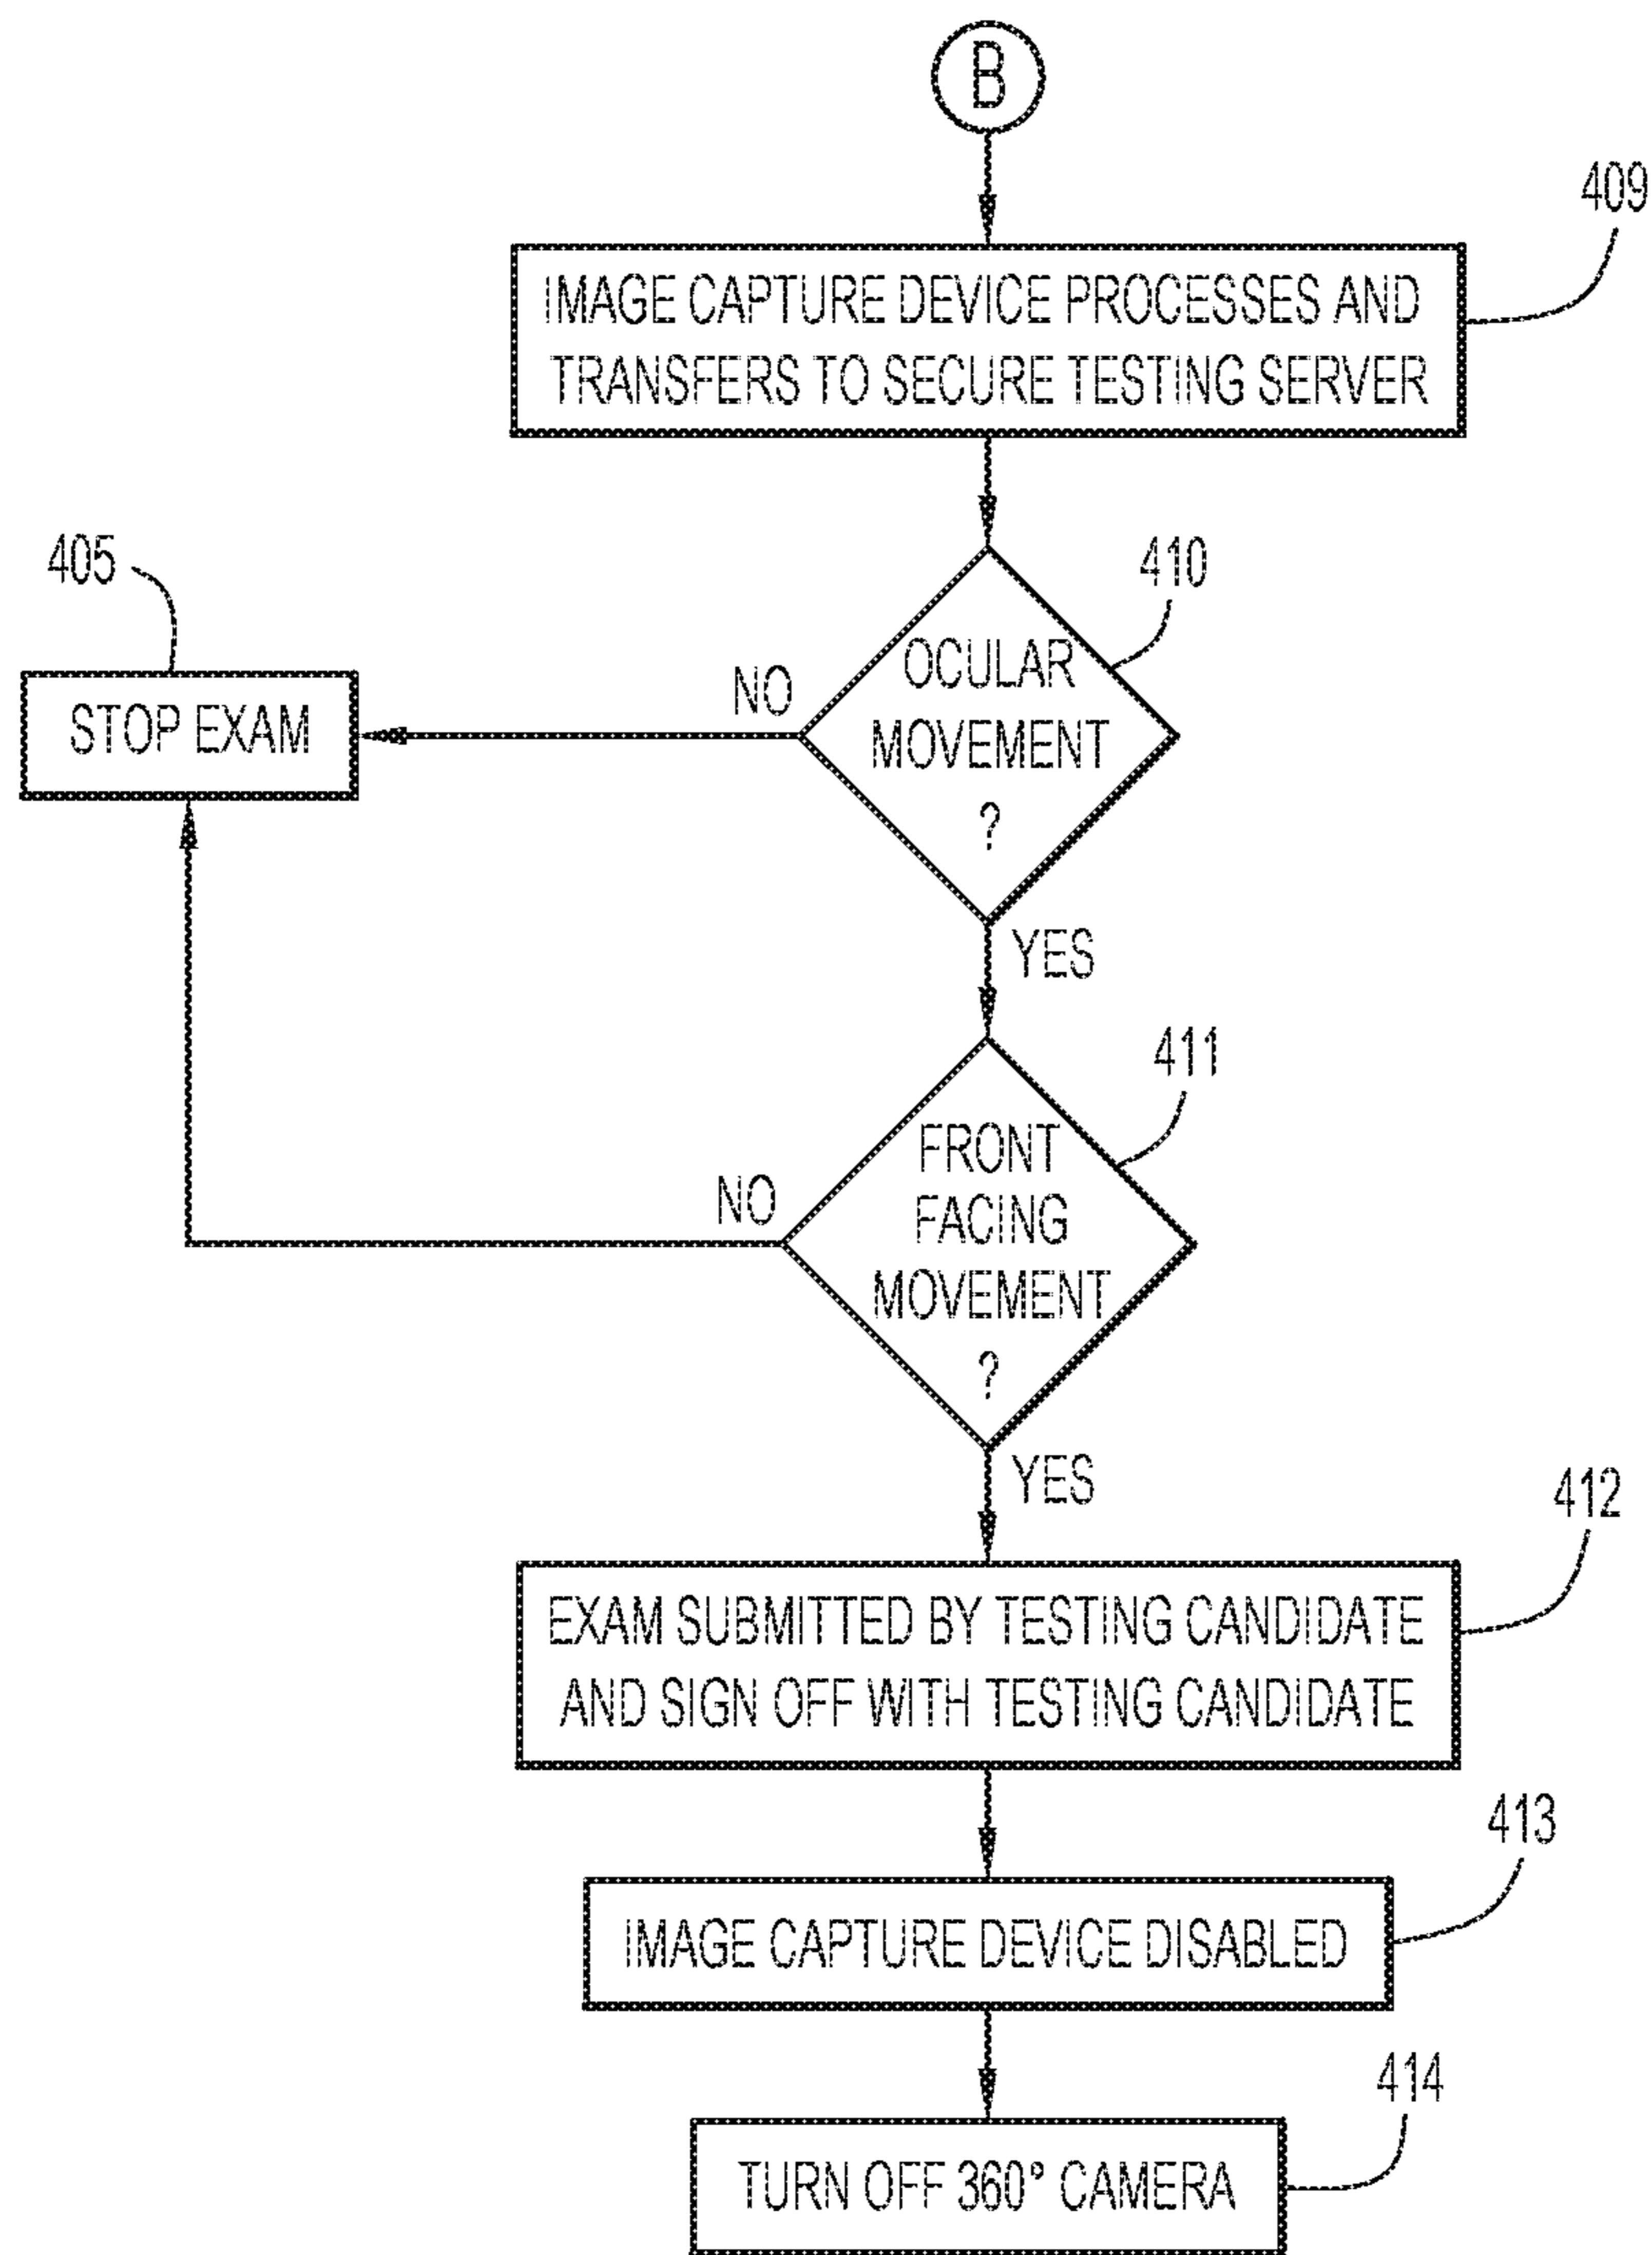 B
409
IMAGE CAPTURE DEVICE PROCESSES AND
TRANSFERS TO SECURE TESTING SERVER
405
STOP EXAM
410
OCULAR
MOVEMENT
?
NO
YES
411
FRONT
FACING
MOVEMENT
?
NO
YES
412
EXAM SUBMITTED BY TESTING CANDIDATE
AND SIGN OFF WITH TESTING CANDIDATE
413
IMAGE CAPTURE DEVICE DISABLED
414
TURN OFF 360° CAMERA